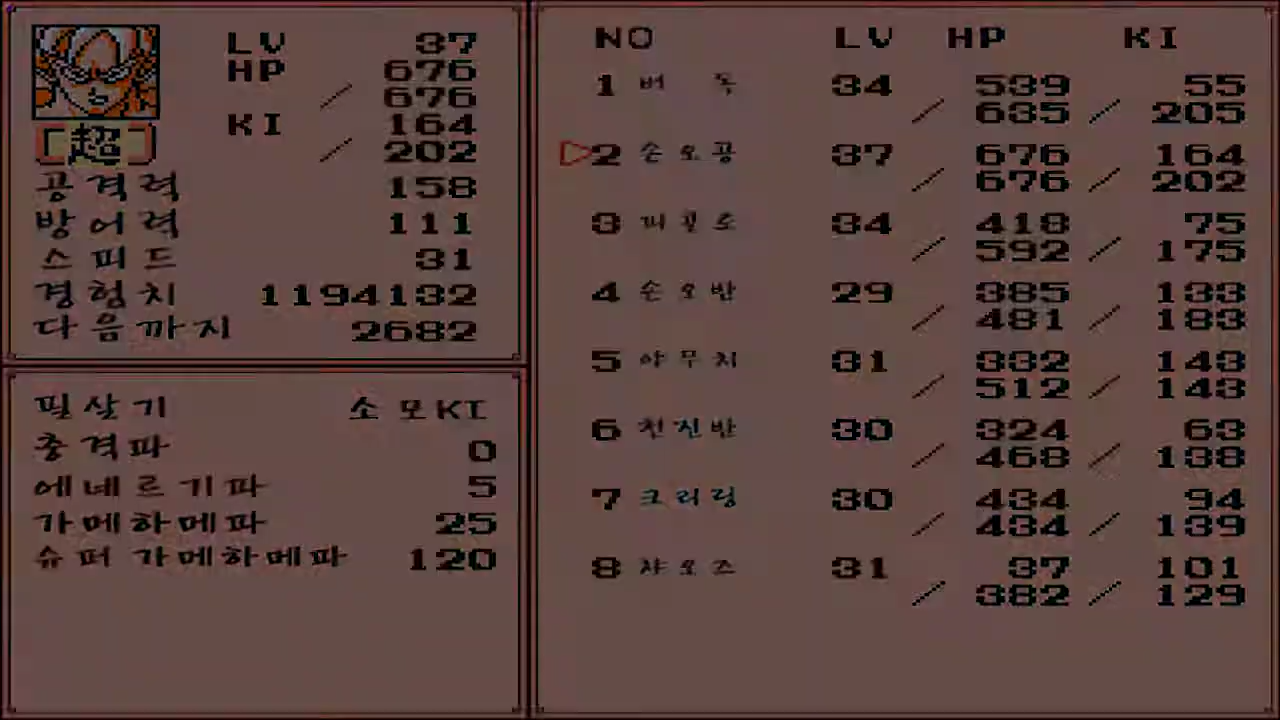 LV 37
HP 676
/ 676
KI 164
/ 202
[超]
공격력 158
방어력 111
스피드 31
경험치 1194132
다음까지 2682
필살기 소모KI
충격파 0
에네르기파 5
가메하메파 25
슈퍼 가메하메파 120
NO LV HP KI
1 버독 34 539 55
/ 635 / 205
▷2 손오공 37 676 164
/ 676 / 202
3 피콜로 34 418 75
/ 592 / 175
4 손오반 29 385 133
/ 481 / 183
5 야무치 31 332 143
/ 512 / 143
6 천진반 30 324 63
/ 468 / 138
7 크리링 30 434 94
/ 434 / 139
8 챠오즈 31 37 101
/ 382 / 129